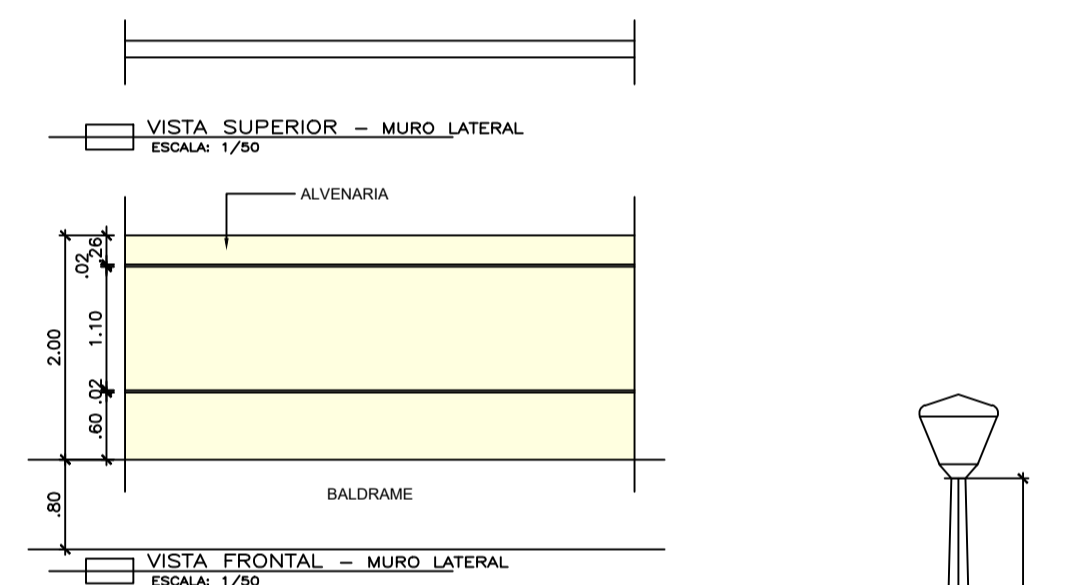 VISTA SUPERIOR – MURO LATERAL
ESCALA: 1/50
ALVENARIA
.26
.02
1.10
2.00
.02
.60
BALDRAME
.80
VISTA FRONTAL – MURO LATERAL
ESCALA: 1/50